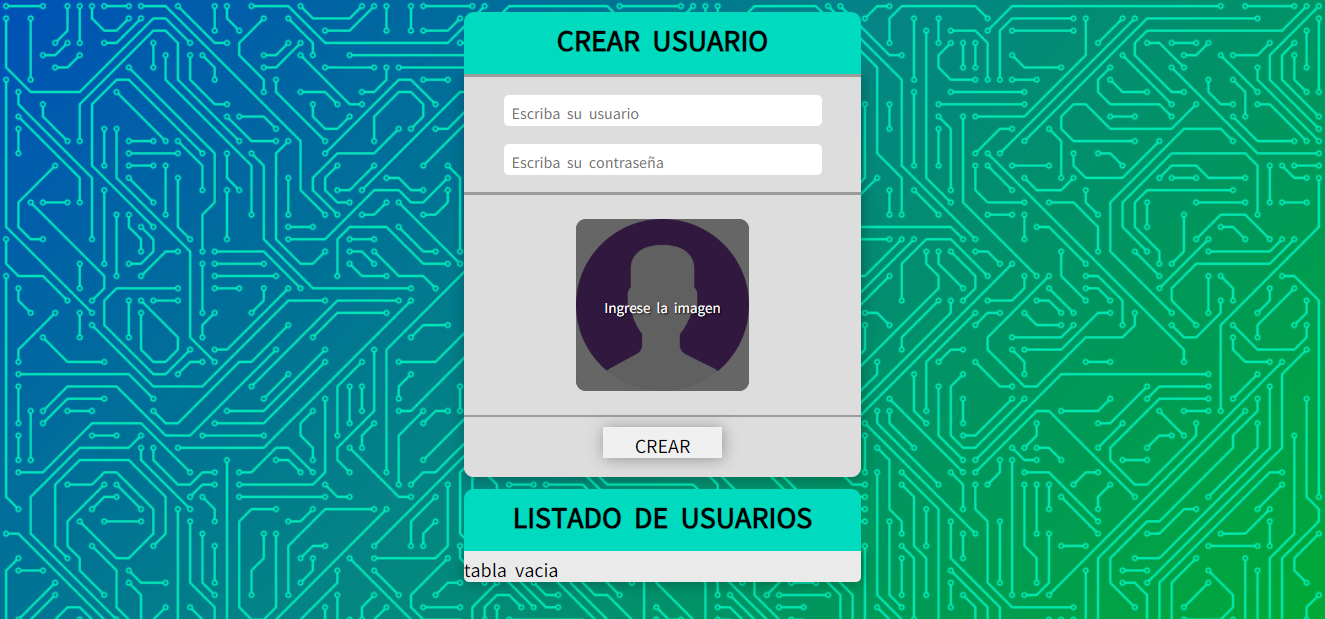 CREAR USUARIO
Escriba su usuario
Escriba su contraseña
Ingrese la imagen
CREAR
LISTADO DE USUARIOS
tabla vacia